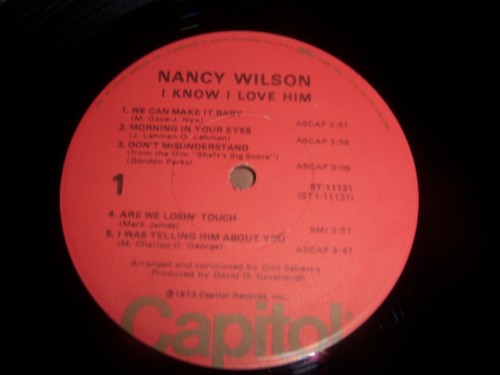 NANCY WILSON
I KNOW I LOVE HIM
1. WE CAN MAKE IT BABY
(M. Gaye-J. Nyx) ASCAP 2:57
2. MORNING IN YOUR EYES
(J. Lehman-D. Lehman) ASCAP 3:56
3. DON'T MISUNDERSTAND
(from the film "Shaft's Big Score")
(Gordon Parks) ASCAP 3:08
1
ST-11131
(ST1-11131)
4. ARE WE LOSIN' TOUCH
(Mark James) BMI 3:51
5. I WAS TELLING HIM ABOUT YOU
(M. Charlap-D. George) ASCAP 3:47
Arranged and conducted by Don Sebesky
Produced by David D. Cavanaugh
℗1973 Capitol Records, Inc.
Capitol